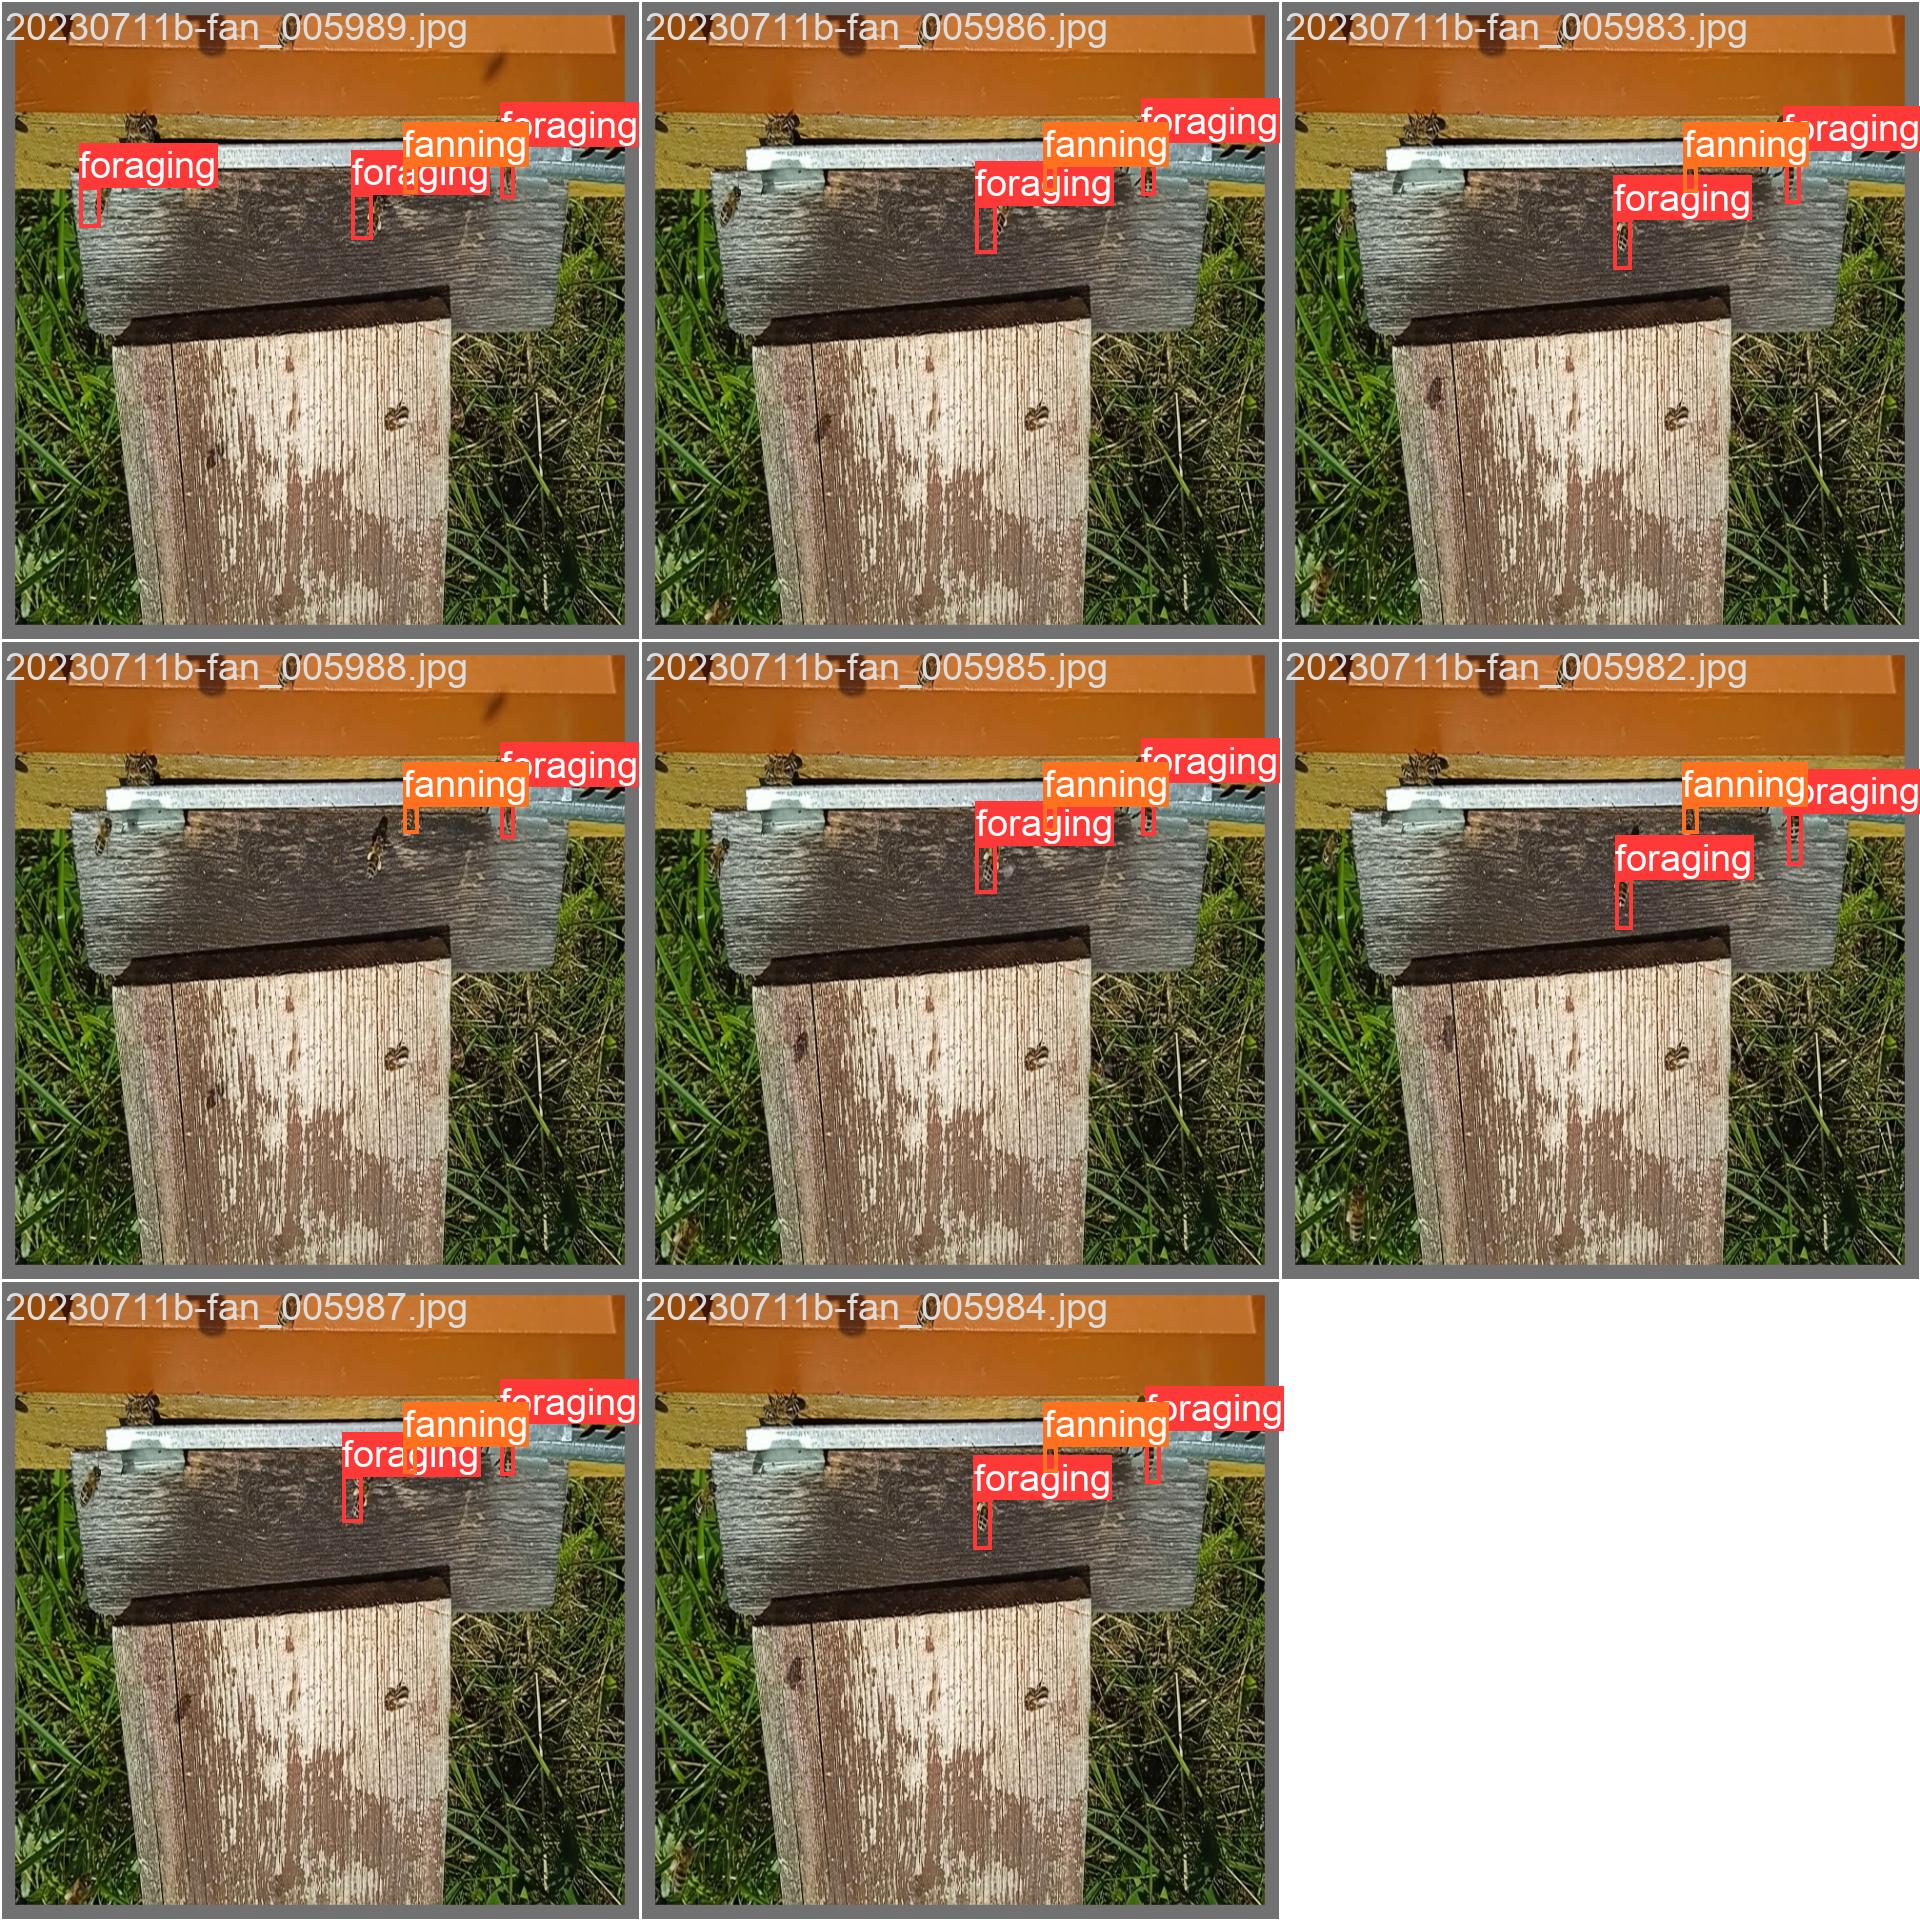 20230711b-fan_005989.jpg
foraging
fanning
foraging
foraging
20230711b-fan_005986.jpg
foraging
fanning
foraging
20230711b-fan_005983.jpg
foraging
fanning
foraging
20230711b-fan_005988.jpg
foraging
fanning
20230711b-fan_005985.jpg
foraging
fanning
foraging
20230711b-fan_005982.jpg
fanning
foraging
foraging
20230711b-fan_005987.jpg
foraging
fanning
foraging
20230711b-fan_005984.jpg
foraging
fanning
foraging